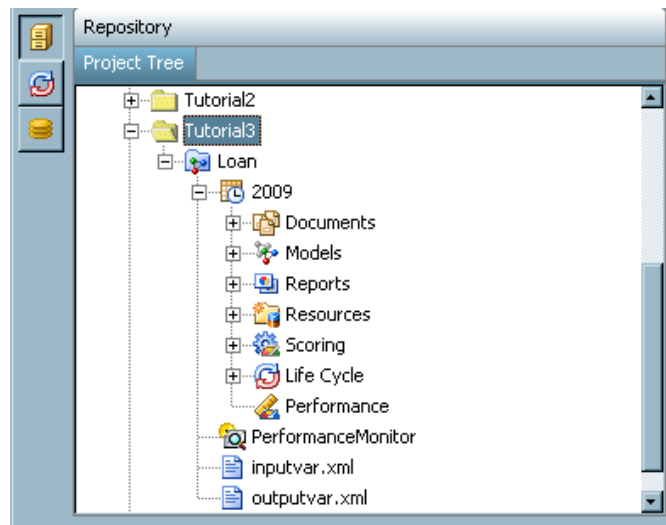 Repository
Project Tree
Tutorial2
Tutorial3
Loan
2009
Documents
Models
Reports
Resources
Scoring
Life Cycle
Performance
PerformanceMonitor
inputvar.xml
outputvar.xml